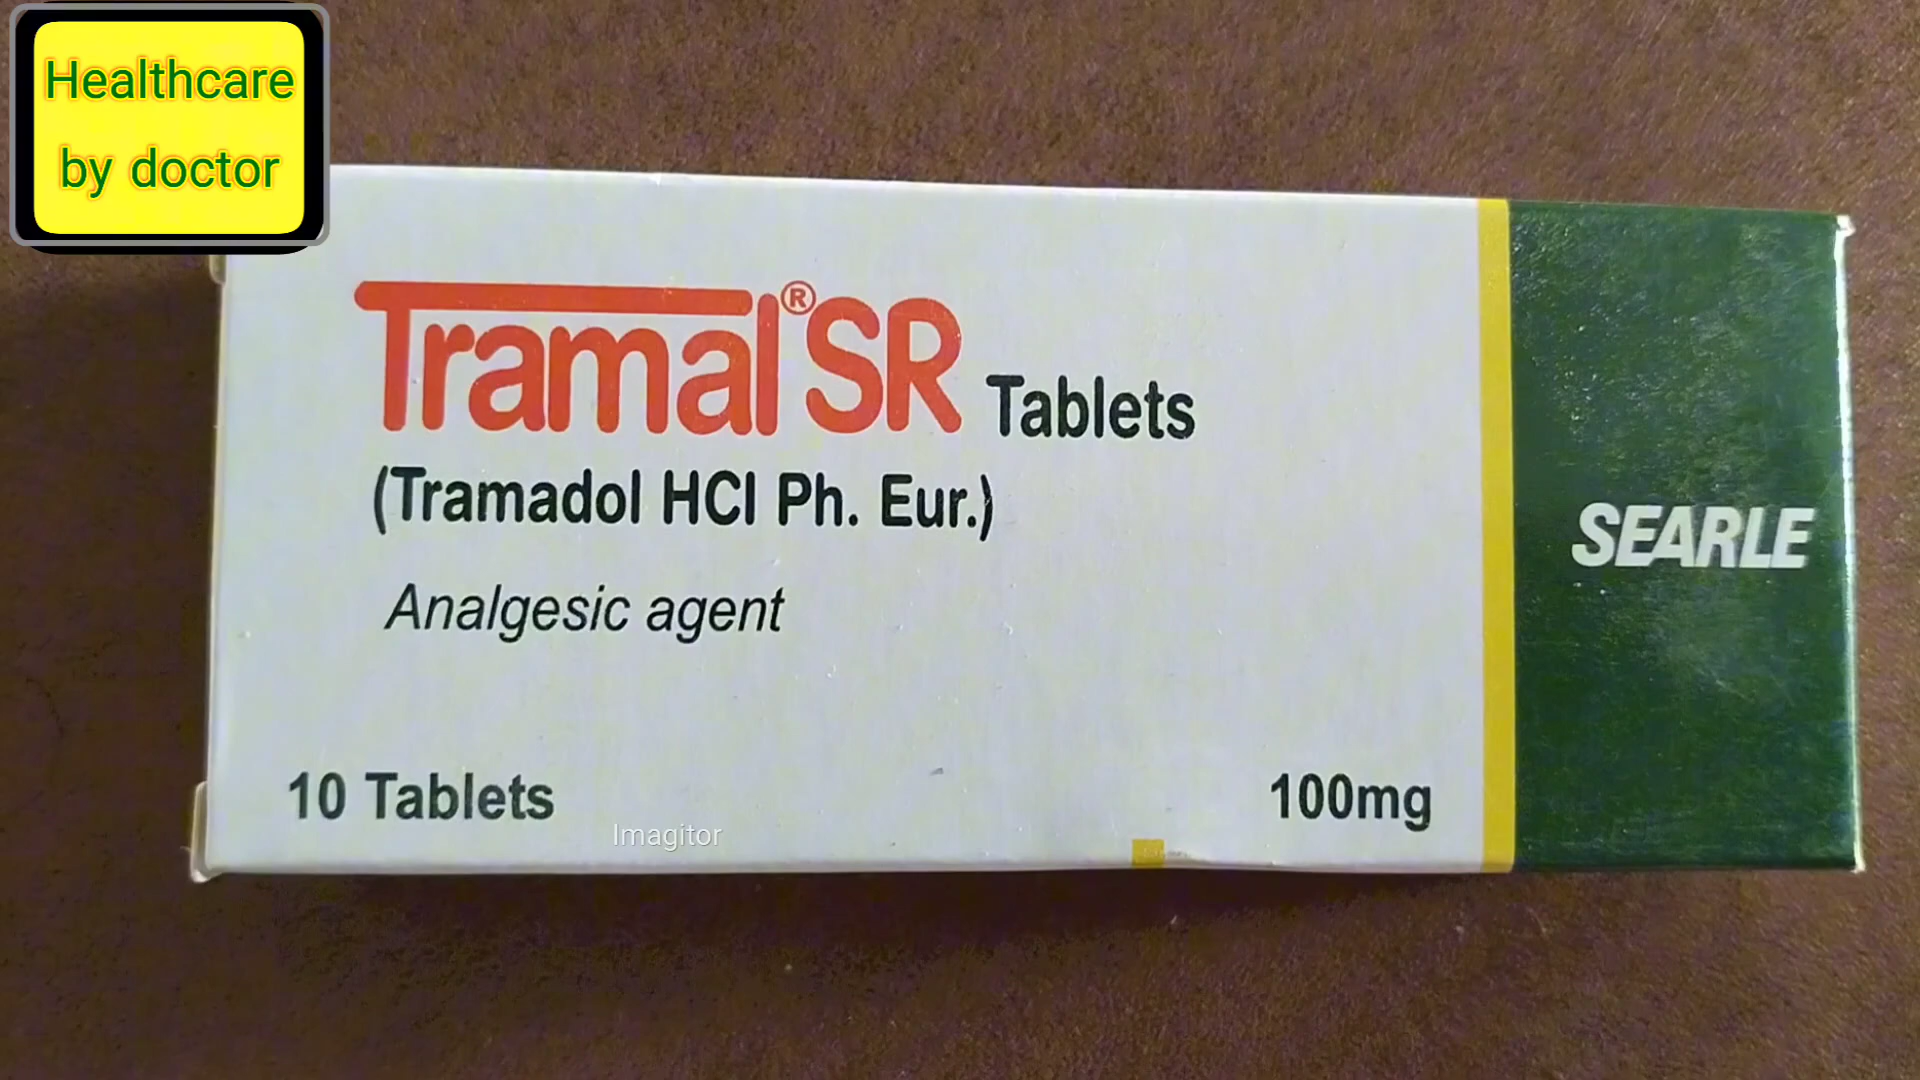 Healthcare
by doctor
Tramal® SR Tablets
(Tramadol HCl Ph. Eur.)
Analgesic agent
SEARLE
10 Tablets
100mg
Imagitor